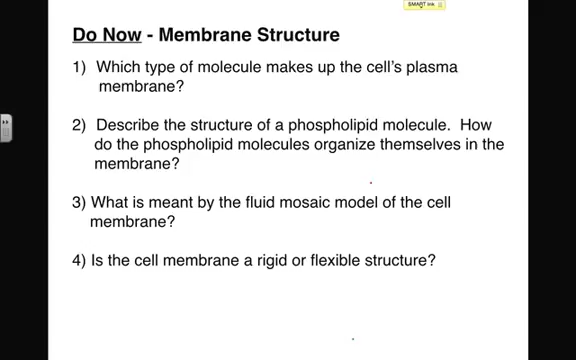 SMART Ink
Do Now - Membrane Structure
1) Which type of molecule makes up the cell's plasma
membrane?
2) Describe the structure of a phospholipid molecule. How
do the phospholipid molecules organize themselves in the
membrane?
3) What is meant by the fluid mosaic model of the cell
membrane?
4) Is the cell membrane a rigid or flexible structure?